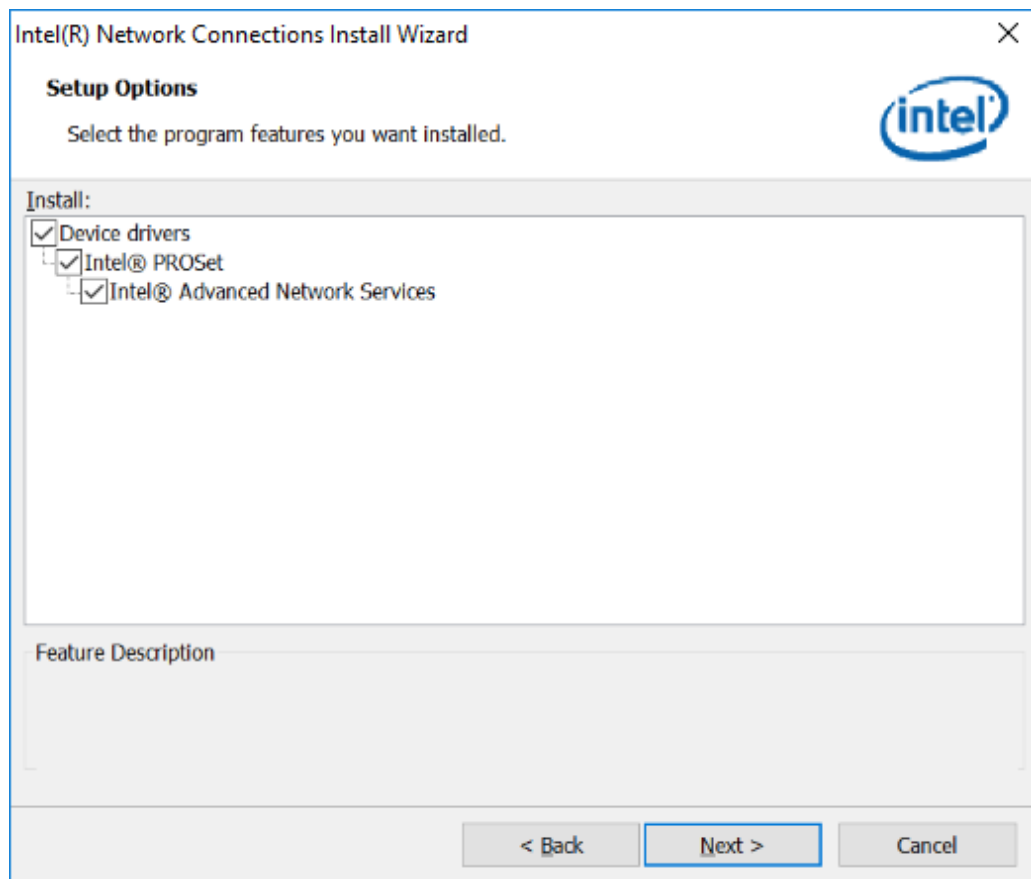 Intel(R) Network Connections Install Wizard
Setup Options
Select the program features you want installed.
intel
Install:
Device drivers
Intel® PROSet
Intel® Advanced Network Services
Feature Description
< Back
Next >
Cancel